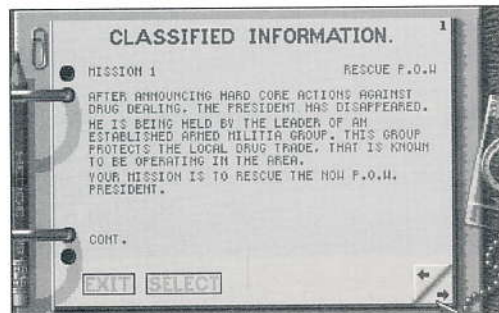 1
CLASSIFIED INFORMATION.
MISSION 1 RESCUE P.O.W
AFTER ANNOUNCING HARD CORE ACTIONS AGAINST
DRUG DEALING. THE PRESIDENT HAS DISAPPEARED.
HE IS BEING HELD BY THE LEADER OF AN
ESTABLISHED ARMED MILITIA GROUP. THIS GROUP
PROTECTS THE LOCAL DRUG TRADE. THAT IS KNOWN
TO BE OPERATING IN THE AREA.
YOUR MISSION IS TO RESCUE THE NOW P.O.W.
PRESIDENT.
CONT.
EXIT SELECT